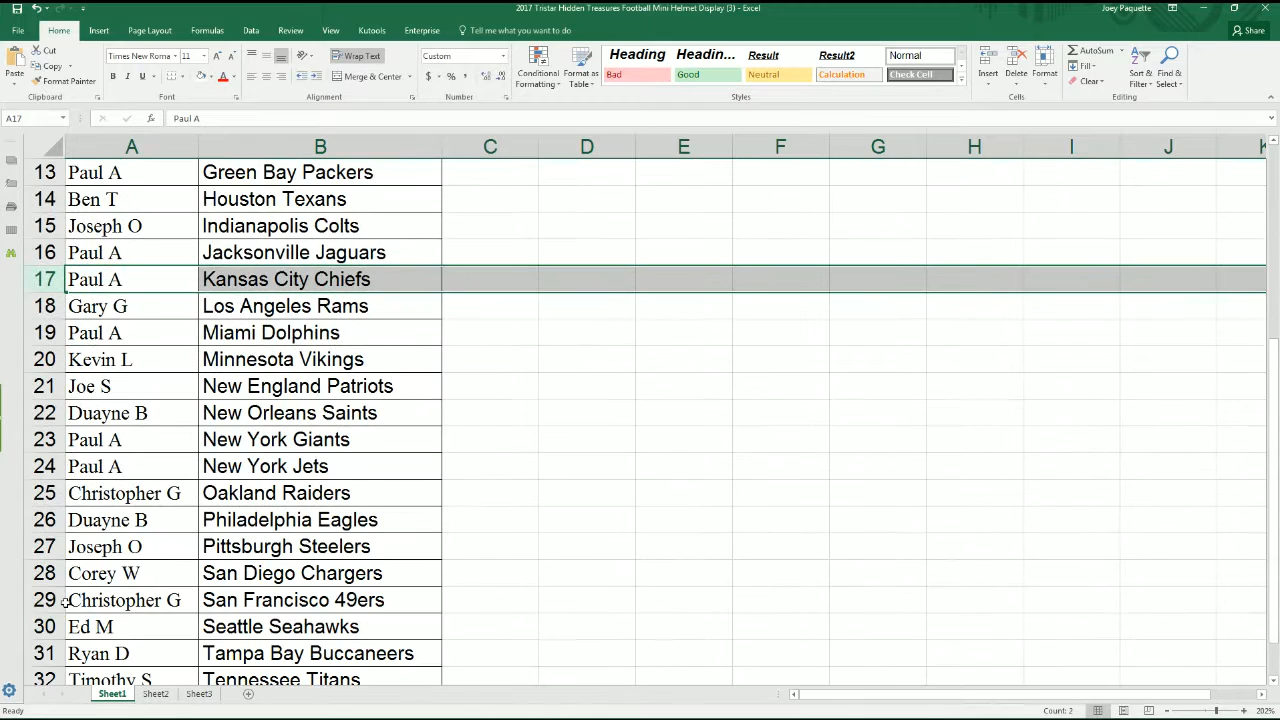 2017 Tristar Hidden Treasures Football Mini Helmet Display (3) - Excel
Joey Paquette
File Home Insert Page Layout Formulas Data Review View Kutools Enterprise Tell me what you want to do Share
Paste Cut Copy Format Painter Clipboard
Times New Roma 11 B I U Font
Wrap Text Merge & Center Alignment
Custom $ % Number
Conditional Formatting Format as Table
Heading Headin... Result Result2 Normal
Bad Good Neutral Calculation Check Cell
Styles
Insert Delete Format Cells
AutoSum Fill Clear Sort & Filter Find & Select Editing
A17 fx Paul A
A B C D E F G H I J K
13 Paul A Green Bay Packers
14 Ben T Houston Texans
15 Joseph O Indianapolis Colts
16 Paul A Jacksonville Jaguars
17 Paul A Kansas City Chiefs
18 Gary G Los Angeles Rams
19 Paul A Miami Dolphins
20 Kevin L Minnesota Vikings
21 Joe S New England Patriots
22 Duayne B New Orleans Saints
23 Paul A New York Giants
24 Paul A New York Jets
25 Christopher G Oakland Raiders
26 Duayne B Philadelphia Eagles
27 Joseph O Pittsburgh Steelers
28 Corey W San Diego Chargers
29 Christopher G San Francisco 49ers
30 Ed M Seattle Seahawks
31 Ryan D Tampa Bay Buccaneers
32 Timothy S Tennessee Titans
Sheet1 Sheet2 Sheet3
Ready Count: 2 202%